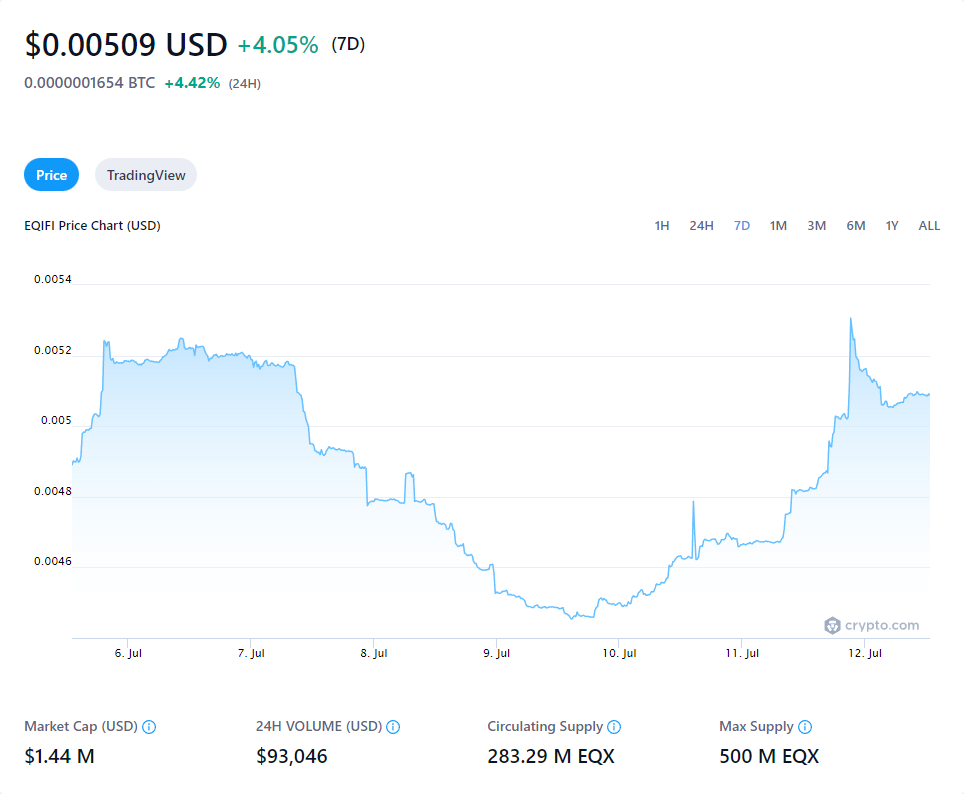 $0.00509 USD +4.05% (7D)
0.0000001654 BTC +4.42% (24H)
Price TradingView
EQIFI Price Chart (USD) 1H 24H 7D 1M 3M 6M 1Y ALL
0.0054
0.0052
0.005
0.0048
0.0046
crypto.com
6. Jul 7. Jul 8. Jul 9. Jul 10. Jul 11. Jul 12. Jul
Market Cap (USD) 24H VOLUME (USD) Circulating Supply Max Supply
$1.44 M $93,046 283.29 M EQX 500 M EQX